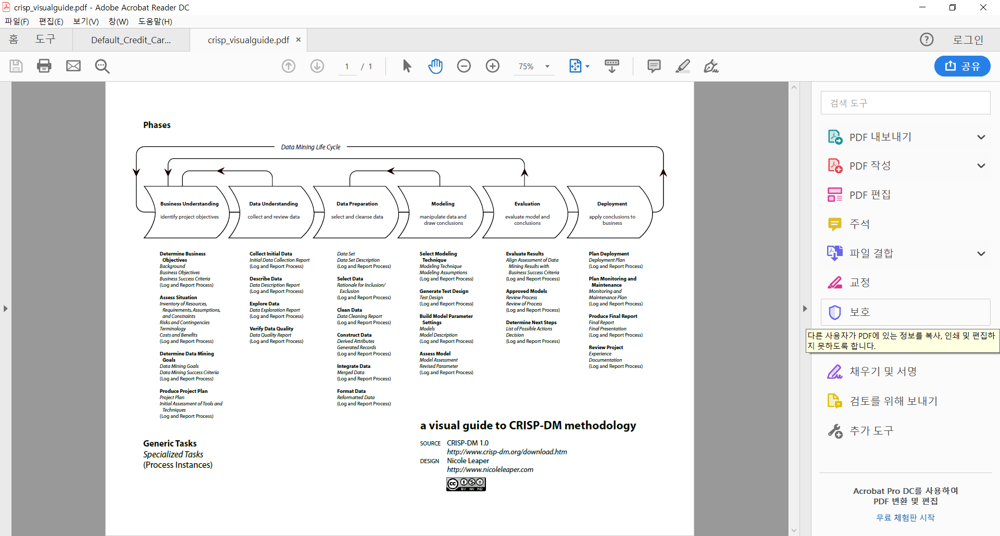 crisp_visualguide.pdf - Adobe Acrobat Reader DC
파일(F) 편집(E) 보기(V) 창(W) 도움말(H)
홈 도구 Default_Credit_Car... crisp_visualguide.pdf × ? 로그인
1 / 1 75% 공유
Phases
Data Mining Life Cycle
Business Understanding
identify project objectives
Data Understanding
collect and review data
Data Preparation
select and cleanse data
Modeling
manipulate data and
draw conclusions
Evaluation
evaluate model and
conclusions
Deployment
apply conclusions to
business
Determine Business
Objectives
Background
Business Objectives
Business Success Criteria
(Log and Report Process)
Assess Situation
Inventory of Resources,
Requirements, Assumptions,
and Constraints
Risks and Contingencies
Terminology
Costs and Benefits
(Log and Report Process)
Determine Data Mining
Goals
Data Mining Goals
Data Mining Success Criteria
(Log and Report Process)
Produce Project Plan
Project Plan
Initial Assessment of Tools and
Techniques
(Log and Report Process)
Collect Initial Data
Initial Data Collection Report
(Log and Report Process)
Describe Data
Data Description Report
(Log and Report Process)
Explore Data
Data Exploration Report
(Log and Report Process)
Verify Data Quality
Data Quality Report
(Log and Report Process)
Data Set
Data Set Description
(Log and Report Process)
Select Data
Rationale for Inclusion/
Exclusion
(Log and Report Process)
Clean Data
Data Cleaning Report
(Log and Report Process)
Construct Data
Derived Attributes
Generated Records
(Log and Report Process)
Integrate Data
Merged Data
(Log and Report Process)
Format Data
Reformatted Data
(Log and Report Process)
Select Modeling
Technique
Modeling Technique
Modeling Assumptions
(Log and Report Process)
Generate Test Design
Test Design
(Log and Report Process)
Build Model Parameter
Settings
Models
Model Description
(Log and Report Process)
Assess Model
Model Assessment
Revised Parameter
(Log and Report Process)
Evaluate Results
Align Assessment of Data
Mining Results with
Business Success Criteria
(Log and Report Process)
Approved Models
Review Process
Review of Process
(Log and Report Process)
Determine Next Steps
List of Possible Actions
Decision
(Log and Report Process)
Plan Deployment
Deployment Plan
(Log and Report Process)
Plan Monitoring and
Maintenance
Monitoring and
Maintenance Plan
(Log and Report Process)
Produce Final Report
Final Report
Final Presentation
(Log and Report Process)
Review Project
Experience
Documentation
(Log and Report Process)
Generic Tasks
Specialized Tasks
(Process Instances)
a visual guide to CRISP-DM methodology
SOURCE CRISP-DM 1.0
http://www.crisp-dm.org/download.htm
DESIGN Nicole Leaper
http://www.nicoleleaper.com
cc BY NC ND
검색 도구
PDF 내보내기
PDF 작성
PDF 편집
주석
파일 결합
교정
보호
다른 사용자가 PDF에 있는 정보를 복사, 인쇄 및 편집하
지 못하도록 합니다.
채우기 및 서명
검토를 위해 보내기
추가 도구
Acrobat Pro DC를 사용하여
PDF 변환 및 편집
무료 체험판 시작